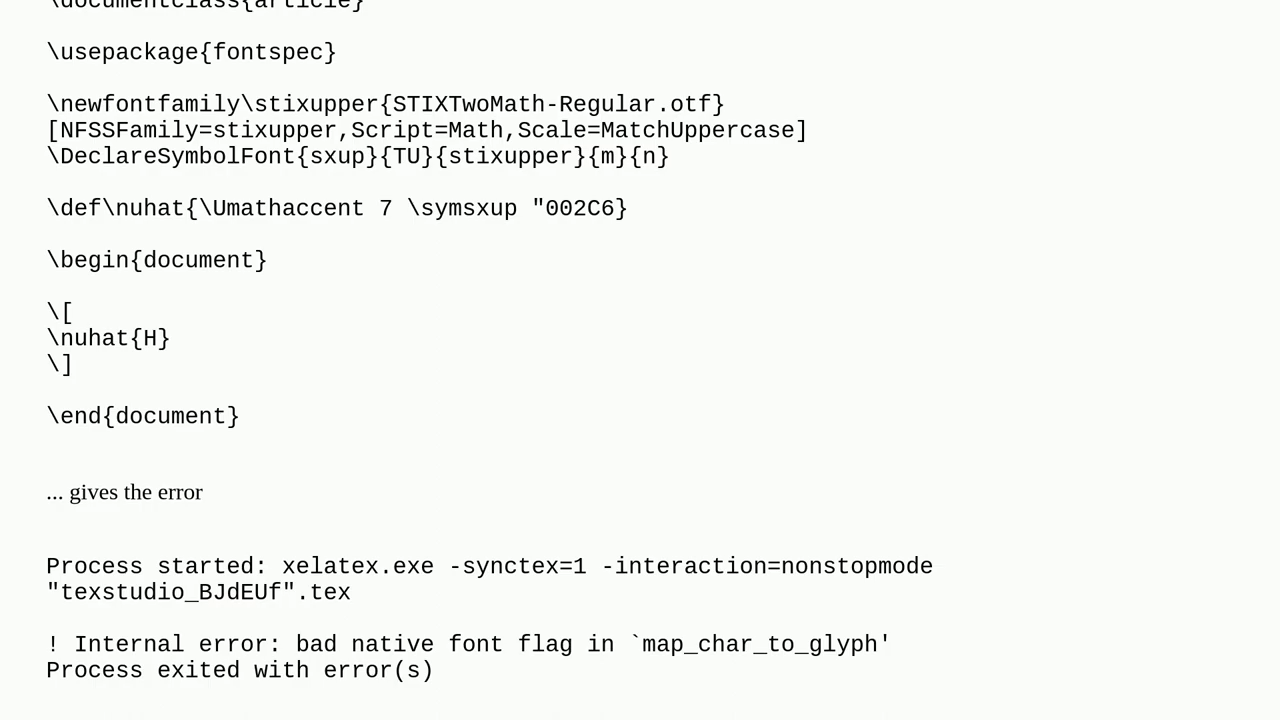 \documentclass{article}
\usepackage{fontspec}
\newfontfamily\stixupper{STIXTwoMath-Regular.otf}
[NFSSFamily=stixupper,Script=Math,Scale=MatchUppercase]
\DeclareSymbolFont{sxup}{TU}{stixupper}{m}{n}
\def\nuhat{\Umathaccent 7 \symsxup "002C6}
\begin{document}
\[
\nuhat{H}
\]
\end{document}
... gives the error
Process started: xelatex.exe -synctex=1 -interaction=nonstopmode
"texstudio_BJdEUf".tex
! Internal error: bad native font flag in `map_char_to_glyph'
Process exited with error(s)